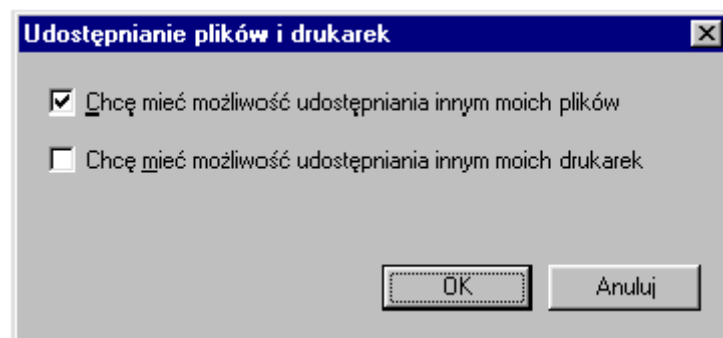 Udostępnianie plików i drukarek
Chcę mieć możliwość udostępniania innym moich plików
Chcę mieć możliwość udostępniania innym moich drukarek
OK Anuluj